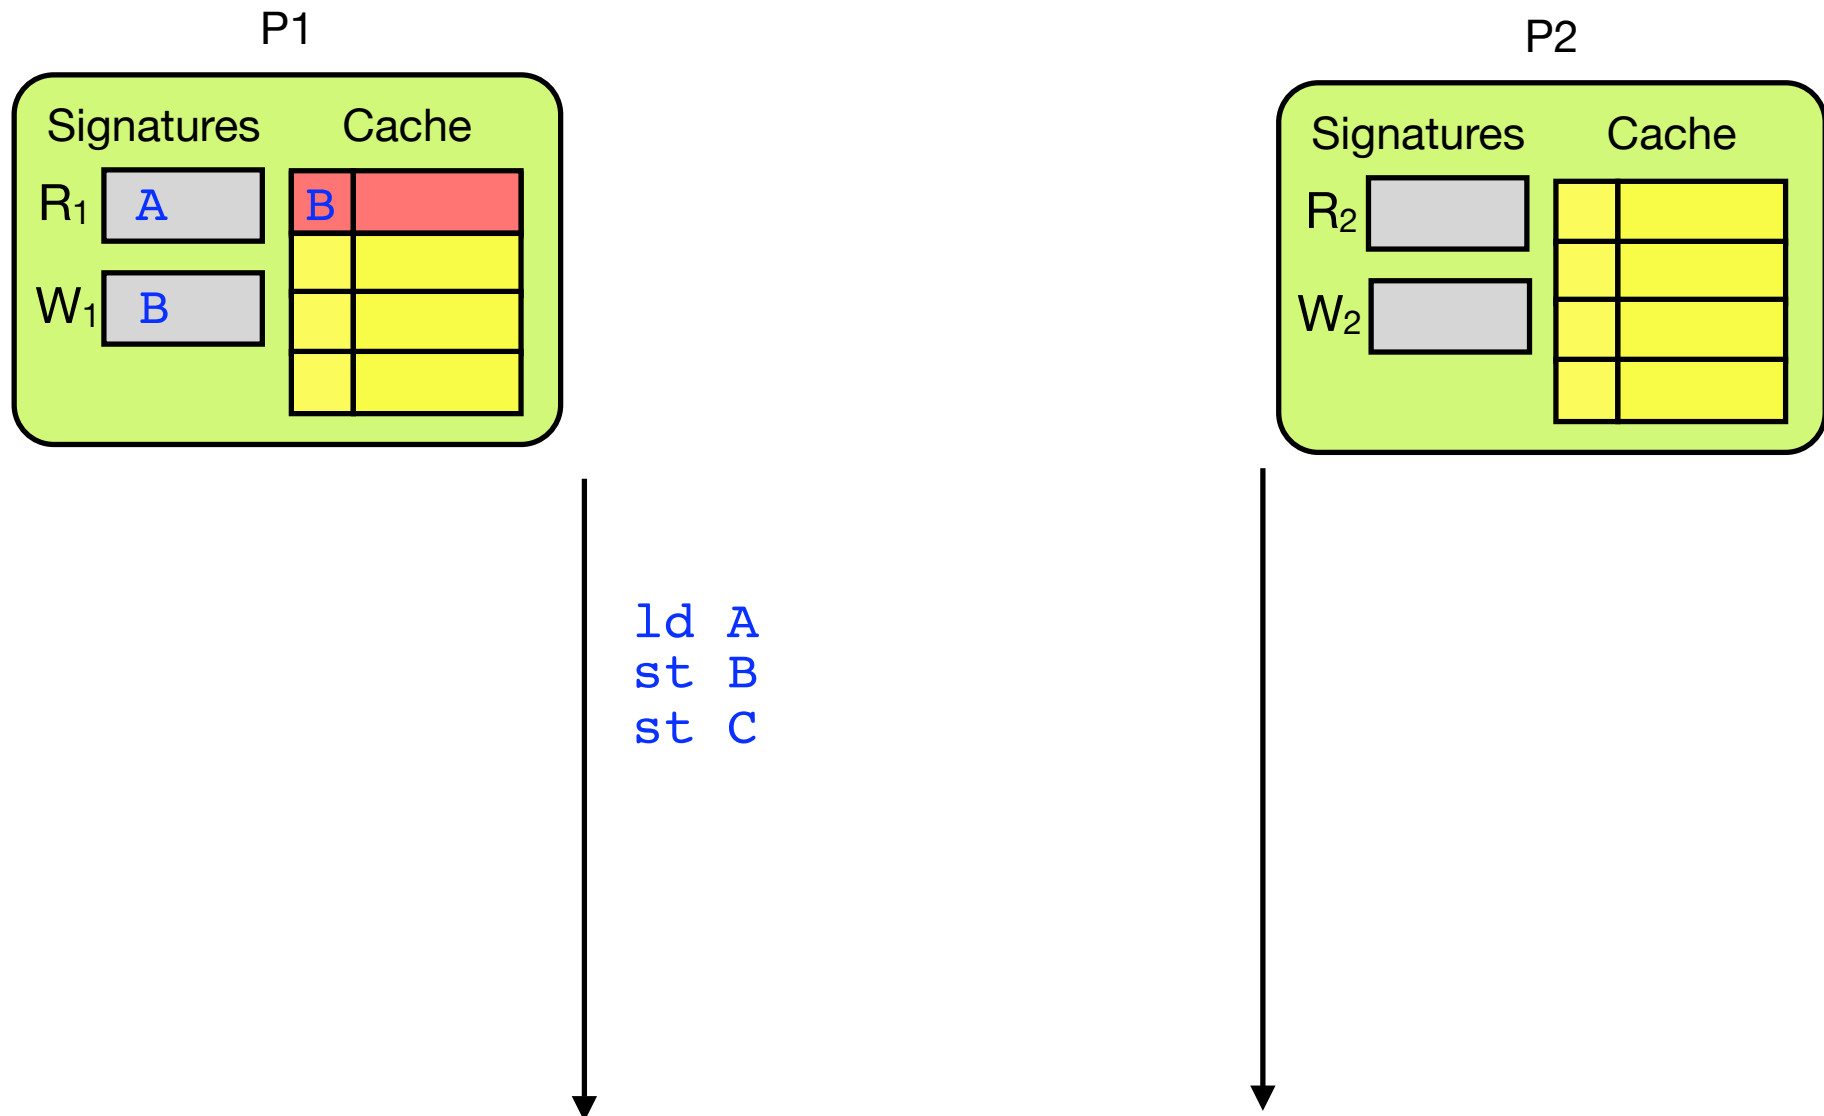 P1
Signatures Cache
R1 A B
W1 B
ld A
st B
st C
P2
Signatures Cache
R2
W2